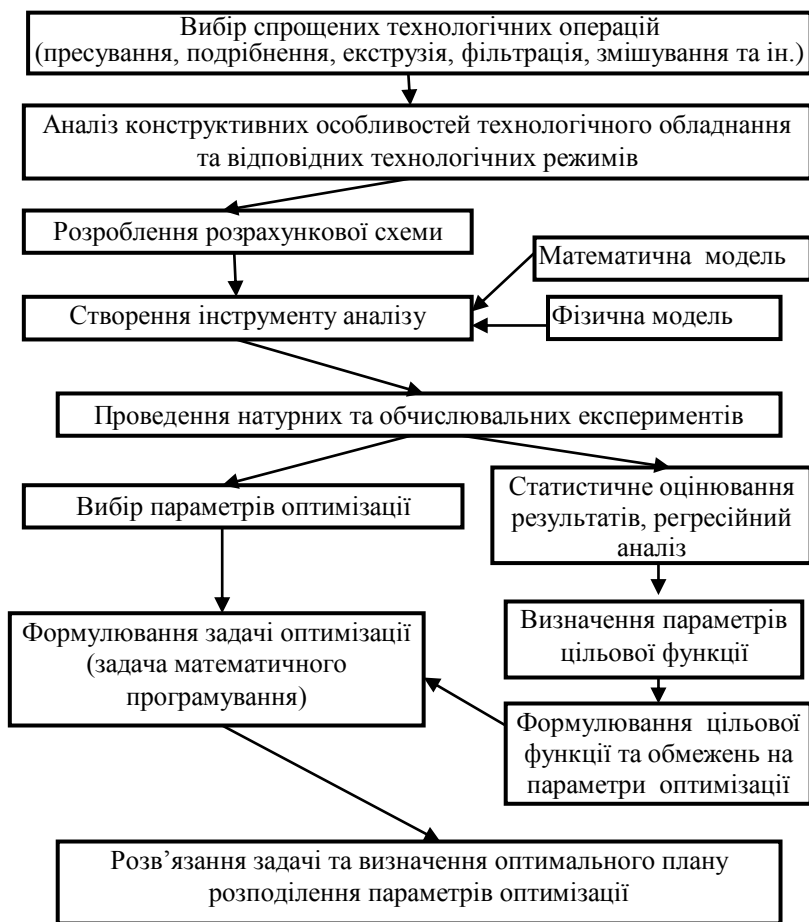 Вибір спрощених технологічних операцій
(пресування, подрібнення, екструзія, фільтрація, змішування та ін.)
Аналіз конструктивних особливостей технологічного обладнання
та відповідних технологічних режимів
Розроблення розрахункової схеми
Математична модель
Створення інструменту аналізу
Фізична модель
Проведення натурних та обчислювальних експериментів
Вибір параметрів оптимізації
Статистичне оцінювання
результатів, регресійний
аналіз
Формулювання задачі оптимізації
(задача математичного
програмування)
Визначення параметрів
цільової функції
Формулювання цільової
функції та обмежень на
параметри оптимізації
Розв’язання задачі та визначення оптимального плану
розподілення параметрів оптимізації